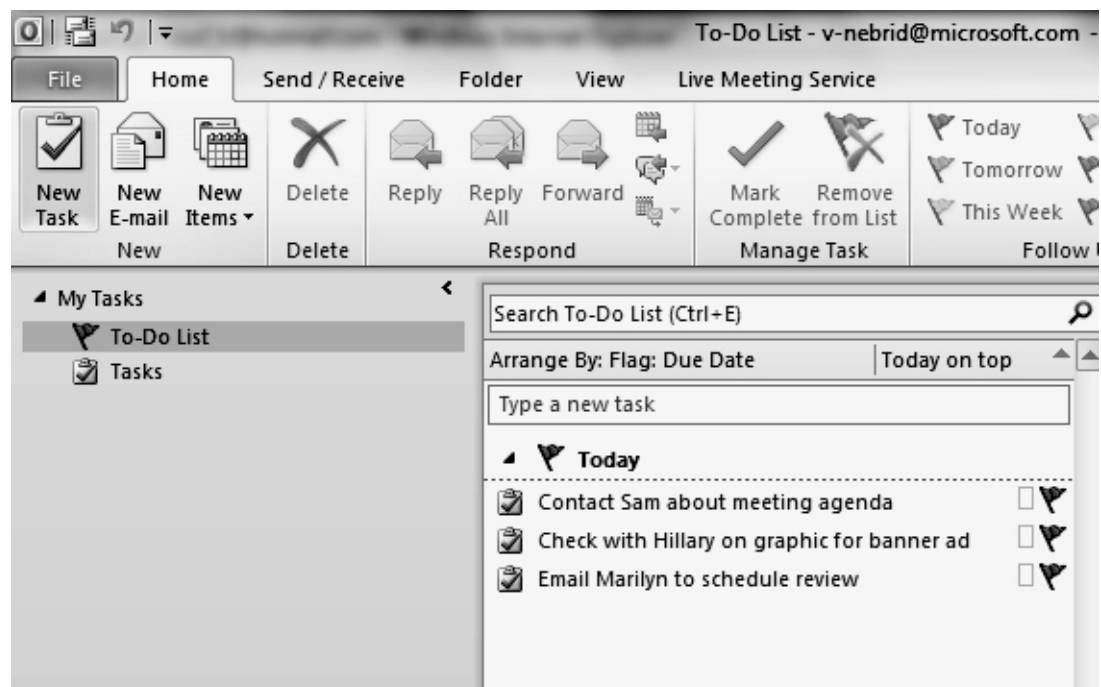 To-Do List - v-nebrid@microsoft.com -
File Home Send / Receive Folder View Live Meeting Service
New Task
New E-mail
New Items
New
Delete
Delete
Reply
Reply All
Forward
Respond
Mark Complete
Remove from List
Manage Task
Today
Tomorrow
This Week
Follow
My Tasks
To-Do List
Tasks
Search To-Do List (Ctrl+E)
Arrange By: Flag: Due Date Today on top
Type a new task
Today
Contact Sam about meeting agenda
Check with Hillary on graphic for banner ad
Email Marilyn to schedule review